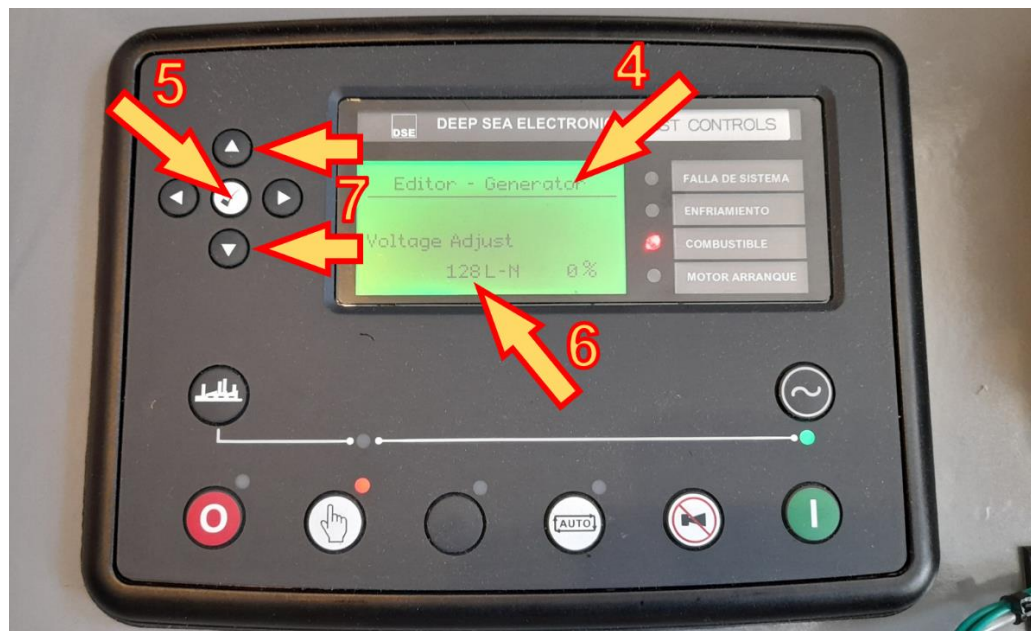 5
4
DSE DEEP SEA ELECTRONI
ST CONTROLS
Editor - Generator
FALLA DE SISTEMA
7
ENFRIAMIENTO
Voltage Adjust
COMBUSTIBLE
128 L-N 0%
MOTOR ARRANQUE
6
O
AUTO
I